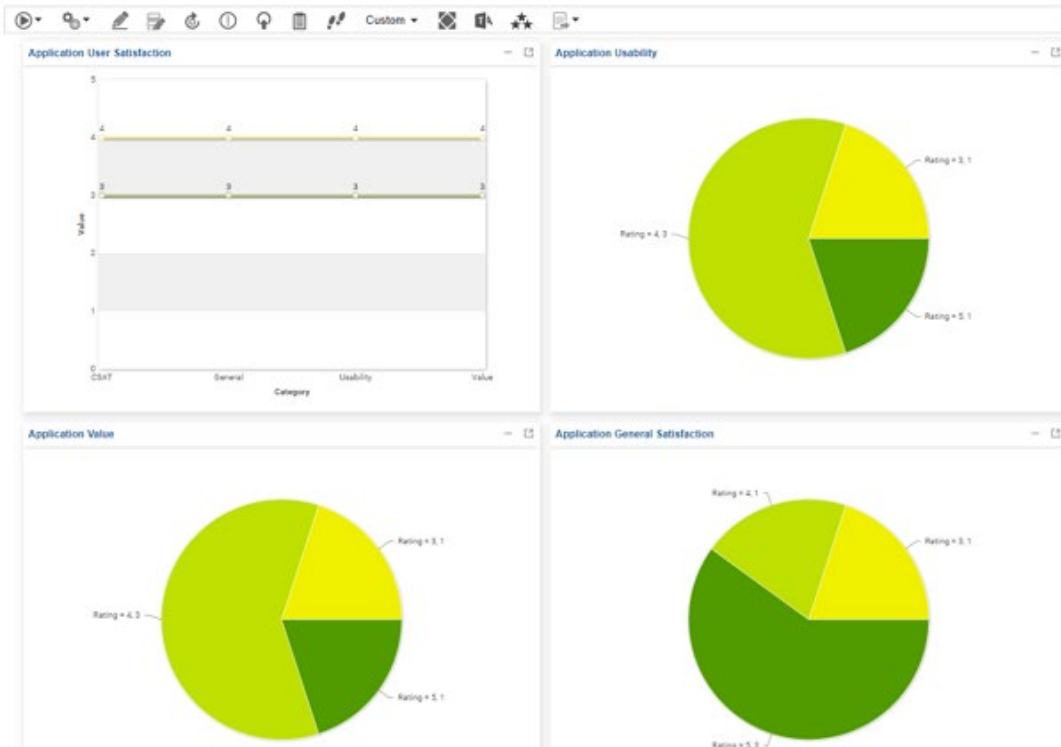 Custom
Application User Satisfaction
5
4
4 4 4 4
3
3 3 3 3
2
1
0
Value
CSAT General Usability Value
Category
Application Usability
Rating = 3, 1
Rating = 4, 3
Rating = 5, 1
Application Value
Rating = 3, 1
Rating = 4, 3
Rating = 5, 1
Application General Satisfaction
Rating = 4, 1
Rating = 3, 1
Rating = 5, 3